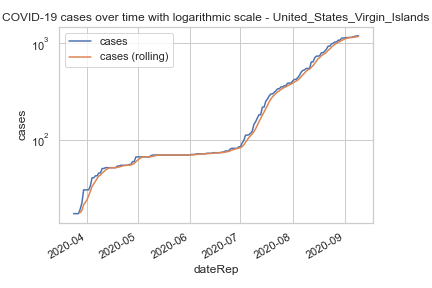 COVID-19 cases over time with logarithmic scale - United_States_Virgin_Islands
cases
cases (rolling)
10³
10²
cases
2020-04
2020-05
2020-06
2020-07
2020-08
2020-09
dateRep